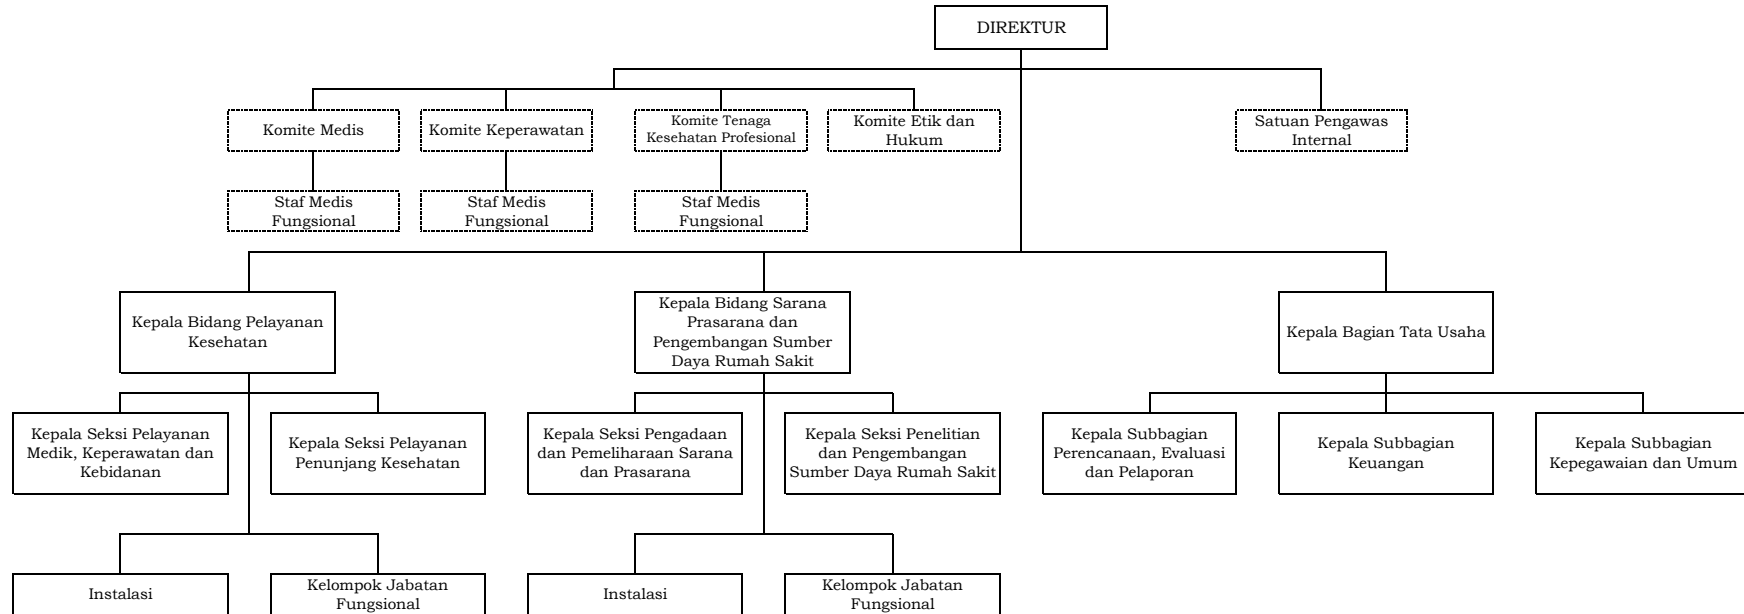 DIREKTUR
Komite Medis
Komite Keperawatan
Komite Tenaga
Kesehatan Profesional
Komite Etik dan
Hukum
Satuan Pengawas
Internal
Staf Medis
Fungsional
Staf Medis
Fungsional
Staf Medis
Fungsional
Kepala Bidang Pelayanan
Kesehatan
Kepala Bidang Sarana
Prasarana dan
Pengembangan Sumber
Daya Rumah Sakit
Kepala Bagian Tata Usaha
Kepala Seksi Pelayanan
Medik, Keperawatan dan
Kebidanan
Kepala Seksi Pelayanan
Penunjang Kesehatan
Kepala Seksi Pengadaan
dan Pemeliharaan Sarana
dan Prasarana
Kepala Seksi Penelitian
dan Pengembangan
Sumber Daya Rumah Sakit
Kepala Subbagian
Perencanaan, Evaluasi
dan Pelaporan
Kepala Subbagian
Keuangan
Kepala Subbagian
Kepegawaian dan Umum
Instalasi
Kelompok Jabatan
Fungsional
Instalasi
Kelompok Jabatan
Fungsional